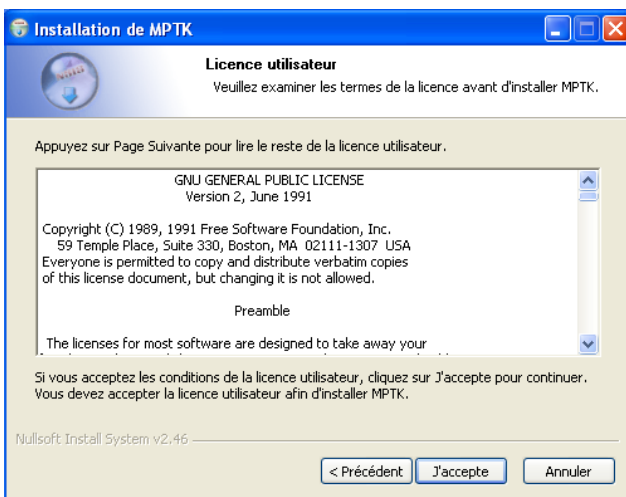 Installation de MPTK
Licence utilisateur
Veuillez examiner les termes de la licence avant d'installer MPTK.
Appuyez sur Page Suivante pour lire le reste de la licence utilisateur.
GNU GENERAL PUBLIC LICENSE
Version 2, June 1991
Copyright (C) 1989, 1991 Free Software Foundation, Inc.
59 Temple Place, Suite 330, Boston, MA 02111-1307 USA
Everyone is permitted to copy and distribute verbatim copies
of this license document, but changing it is not allowed.
Preamble
The licenses for most software are designed to take away your
Si vous acceptez les conditions de la licence utilisateur, cliquez sur J'accepte pour continuer.
Vous devez accepter la licence utilisateur afin d'installer MPTK.
Nullsoft Install System v2.46
< Précédent J'accepte Annuler